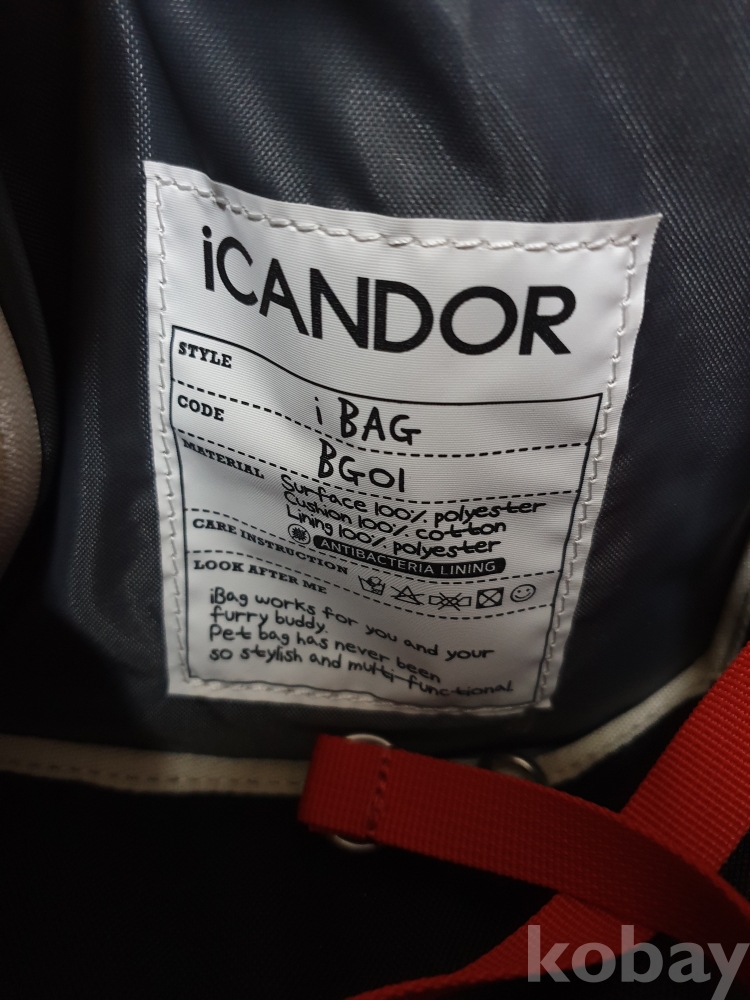 iCANDOR
STYLE
i BAG
CODE
BG01
MATERIAL
Surface 100% polyester
Cushion 100% cotton
Lining 100% polyester
ANTIBACTERIA LINING
CARE INSTRUCTION
LOOK AFTER ME
iBag works for you and your
furry buddy.
Pet bag has never been
so stylish and multi-functional
kobay